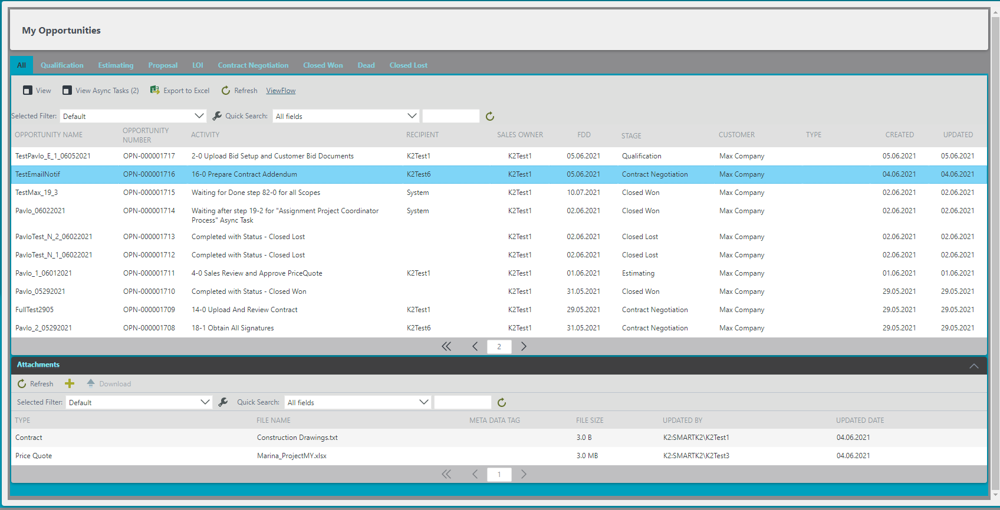 My Opportunities
All Qualification Estimating Proposal LOI Contract Negotiation Closed Won Dead Closed Lost
View View Async Tasks (2) Export to Excel Refresh ViewFlow
Selected Filter: Default Quick Search: All fields
OPPORTUNITY NAME OPPORTUNITY NUMBER ACTIVITY RECIPIENT SALES OWNER FDD STAGE CUSTOMER TYPE CREATED UPDATED
TestPavlo_E_1_06052021 OPN-000001717 2-0 Upload Bid Setup and Customer Bid Documents K2Test1 K2Test1 05.06.2021 Qualification Max Company 05.06.2021 05.06.2021
TestEmailNotif OPN-000001716 16-0 Prepare Contract Addendum K2Test6 K2Test1 05.06.2021 Contract Negotiation Max Company 04.06.2021 04.06.2021
TestMax_19_3 OPN-000001715 Waiting for Done step 82-0 for all Scopes System K2Test1 10.07.2021 Closed Won Max Company 02.06.2021 02.06.2021
Pavlo_06022021 OPN-000001714 Waiting after step 19-2 for "Assignment Project Coordinator System K2Test1 02.06.2021 Closed Won Max Company 02.06.2021 02.06.2021
Process" Async Task
PavloTest_N_2_06022021 OPN-000001713 Completed with Status - Closed Lost K2Test1 02.06.2021 Closed Lost Max Company 02.06.2021 02.06.2021
PavloTest_N_1_06022021 OPN-000001712 Completed with Status - Closed Lost K2Test1 02.06.2021 Closed Lost Max Company 02.06.2021 02.06.2021
Pavlo_1_06012021 OPN-000001711 4-0 Sales Review and Approve PriceQuote K2Test1 K2Test1 01.06.2021 Estimating Max Company 01.06.2021 01.06.2021
Pavlo_05292021 OPN-000001710 Completed with Status - Closed Won K2Test1 31.05.2021 Closed Won Max Company 29.05.2021 29.05.2021
FullTest2905 OPN-000001709 14-0 Upload And Review Contract K2Test1 K2Test1 29.05.2021 Contract Negotiation Max Company 29.05.2021 29.05.2021
Pavlo_2_05292021 OPN-000001708 18-1 Obtain All Signatures K2Test6 K2Test1 31.05.2021 Contract Negotiation Max Company 29.05.2021 29.05.2021
2
Attachments
Refresh Download
Selected Filter: Default Quick Search: All fields
TYPE FILE NAME META DATA TAG FILE SIZE UPDATED BY UPDATED DATE
Contract Construction Drawings.txt 3.0 B K2:SMARTK2\K2Test1 04.06.2021
Price Quote Marina_ProjectMY.xlsx 3.0 MB K2:SMARTK2\K2Test3 04.06.2021
1